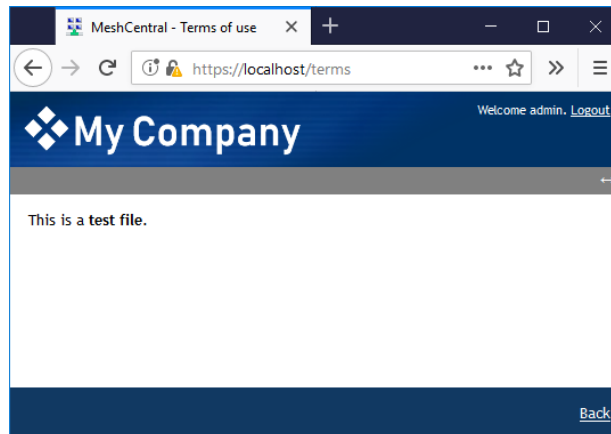 MeshCentral - Terms of use
https://localhost/terms
My Company
Welcome admin. Logout
This is a test file.
Back